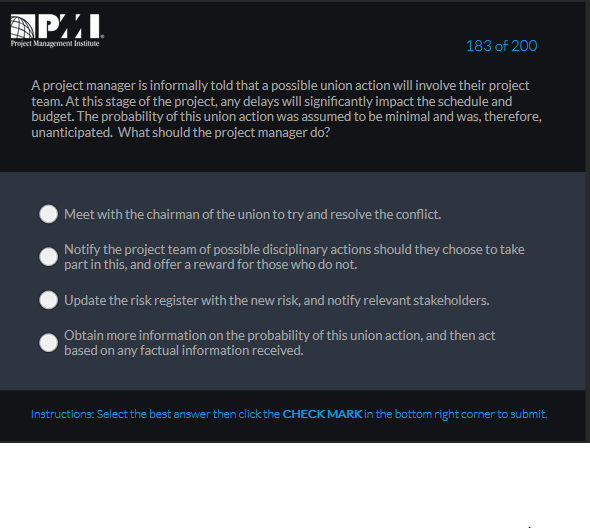 PMI.
Project Management Institute
183 of 200
A project manager is informally told that a possible union action will involve their project
team. At this stage of the project, any delays will significantly impact the schedule and
budget. The probability of this union action was assumed to be minimal and was, therefore,
unanticipated.  What should the project manager do?
Meet with the chairman of the union to try and resolve the conflict.
Notify the project team of possible disciplinary actions should they choose to take
part in this, and offer a reward for those who do not.
Update the risk register with the new risk, and notify relevant stakeholders.
Obtain more information on the probability of this union action, and then act
based on any factual information received.
Instructions: Select the best answer then click the CHECK MARK in the bottom right corner to submit.